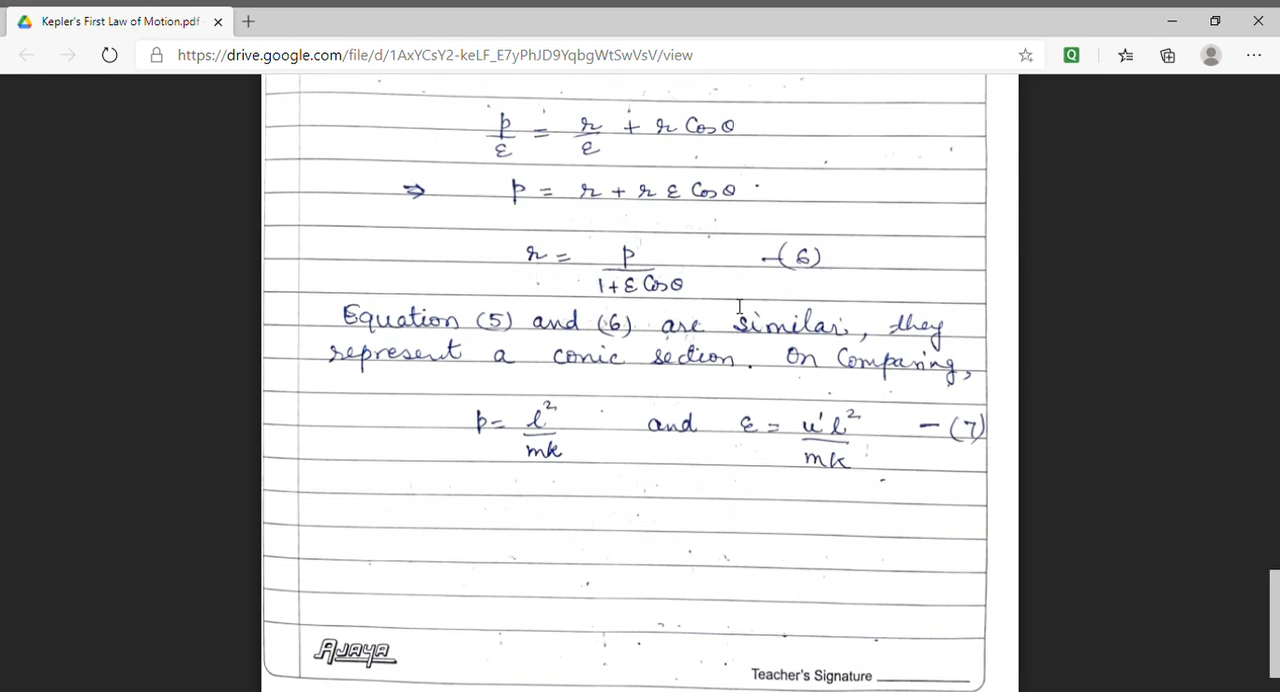 Kepler's First Law of Motion.pdf
https://drive.google.com/file/d/1AxYCsY2-keLF_E7yPhJD9YqbgWtSwVsV/view
p/ε = r/e + r Cos θ
⇒ p = r + r ε Cos θ
r = p/(1+ε Cos θ) -(6)
Equation (5) and (6) are similar, they
represent a conic section. On Comparing,
p = l²/mk and ε = u'l²/mk -(7)
AJAYA
Teacher's Signature